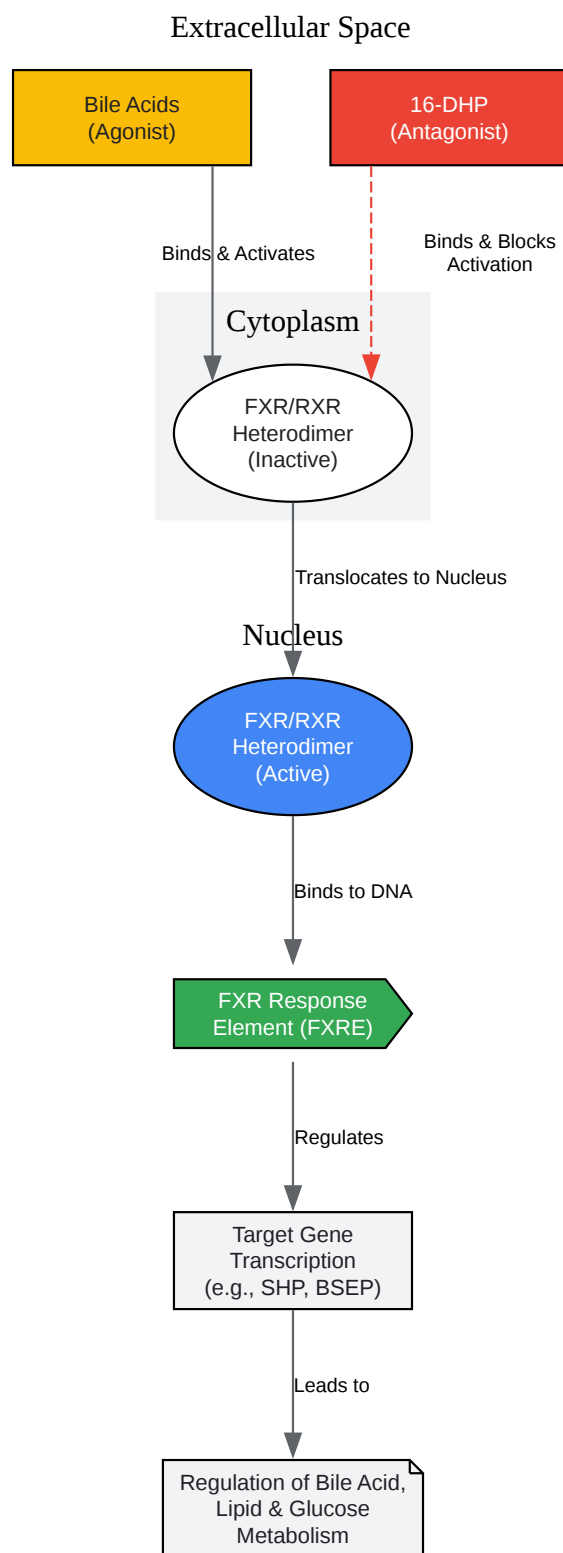 Extracellular Space
Bile Acids
(Agonist)
16-DHP
(Antagonist)
Binds & Activates
Binds & Blocks
Activation
Cytoplasm
FXR/RXR
Heterodimer
(Inactive)
Translocates to Nucleus
Nucleus
FXR/RXR
Heterodimer
(Active)
Binds to DNA
FXR Response
Element (FXRE)
Regulates
Target Gene
Transcription
(e.g., SHP, BSEP)
Leads to
Regulation of Bile Acid,
Lipid & Glucose
Metabolism